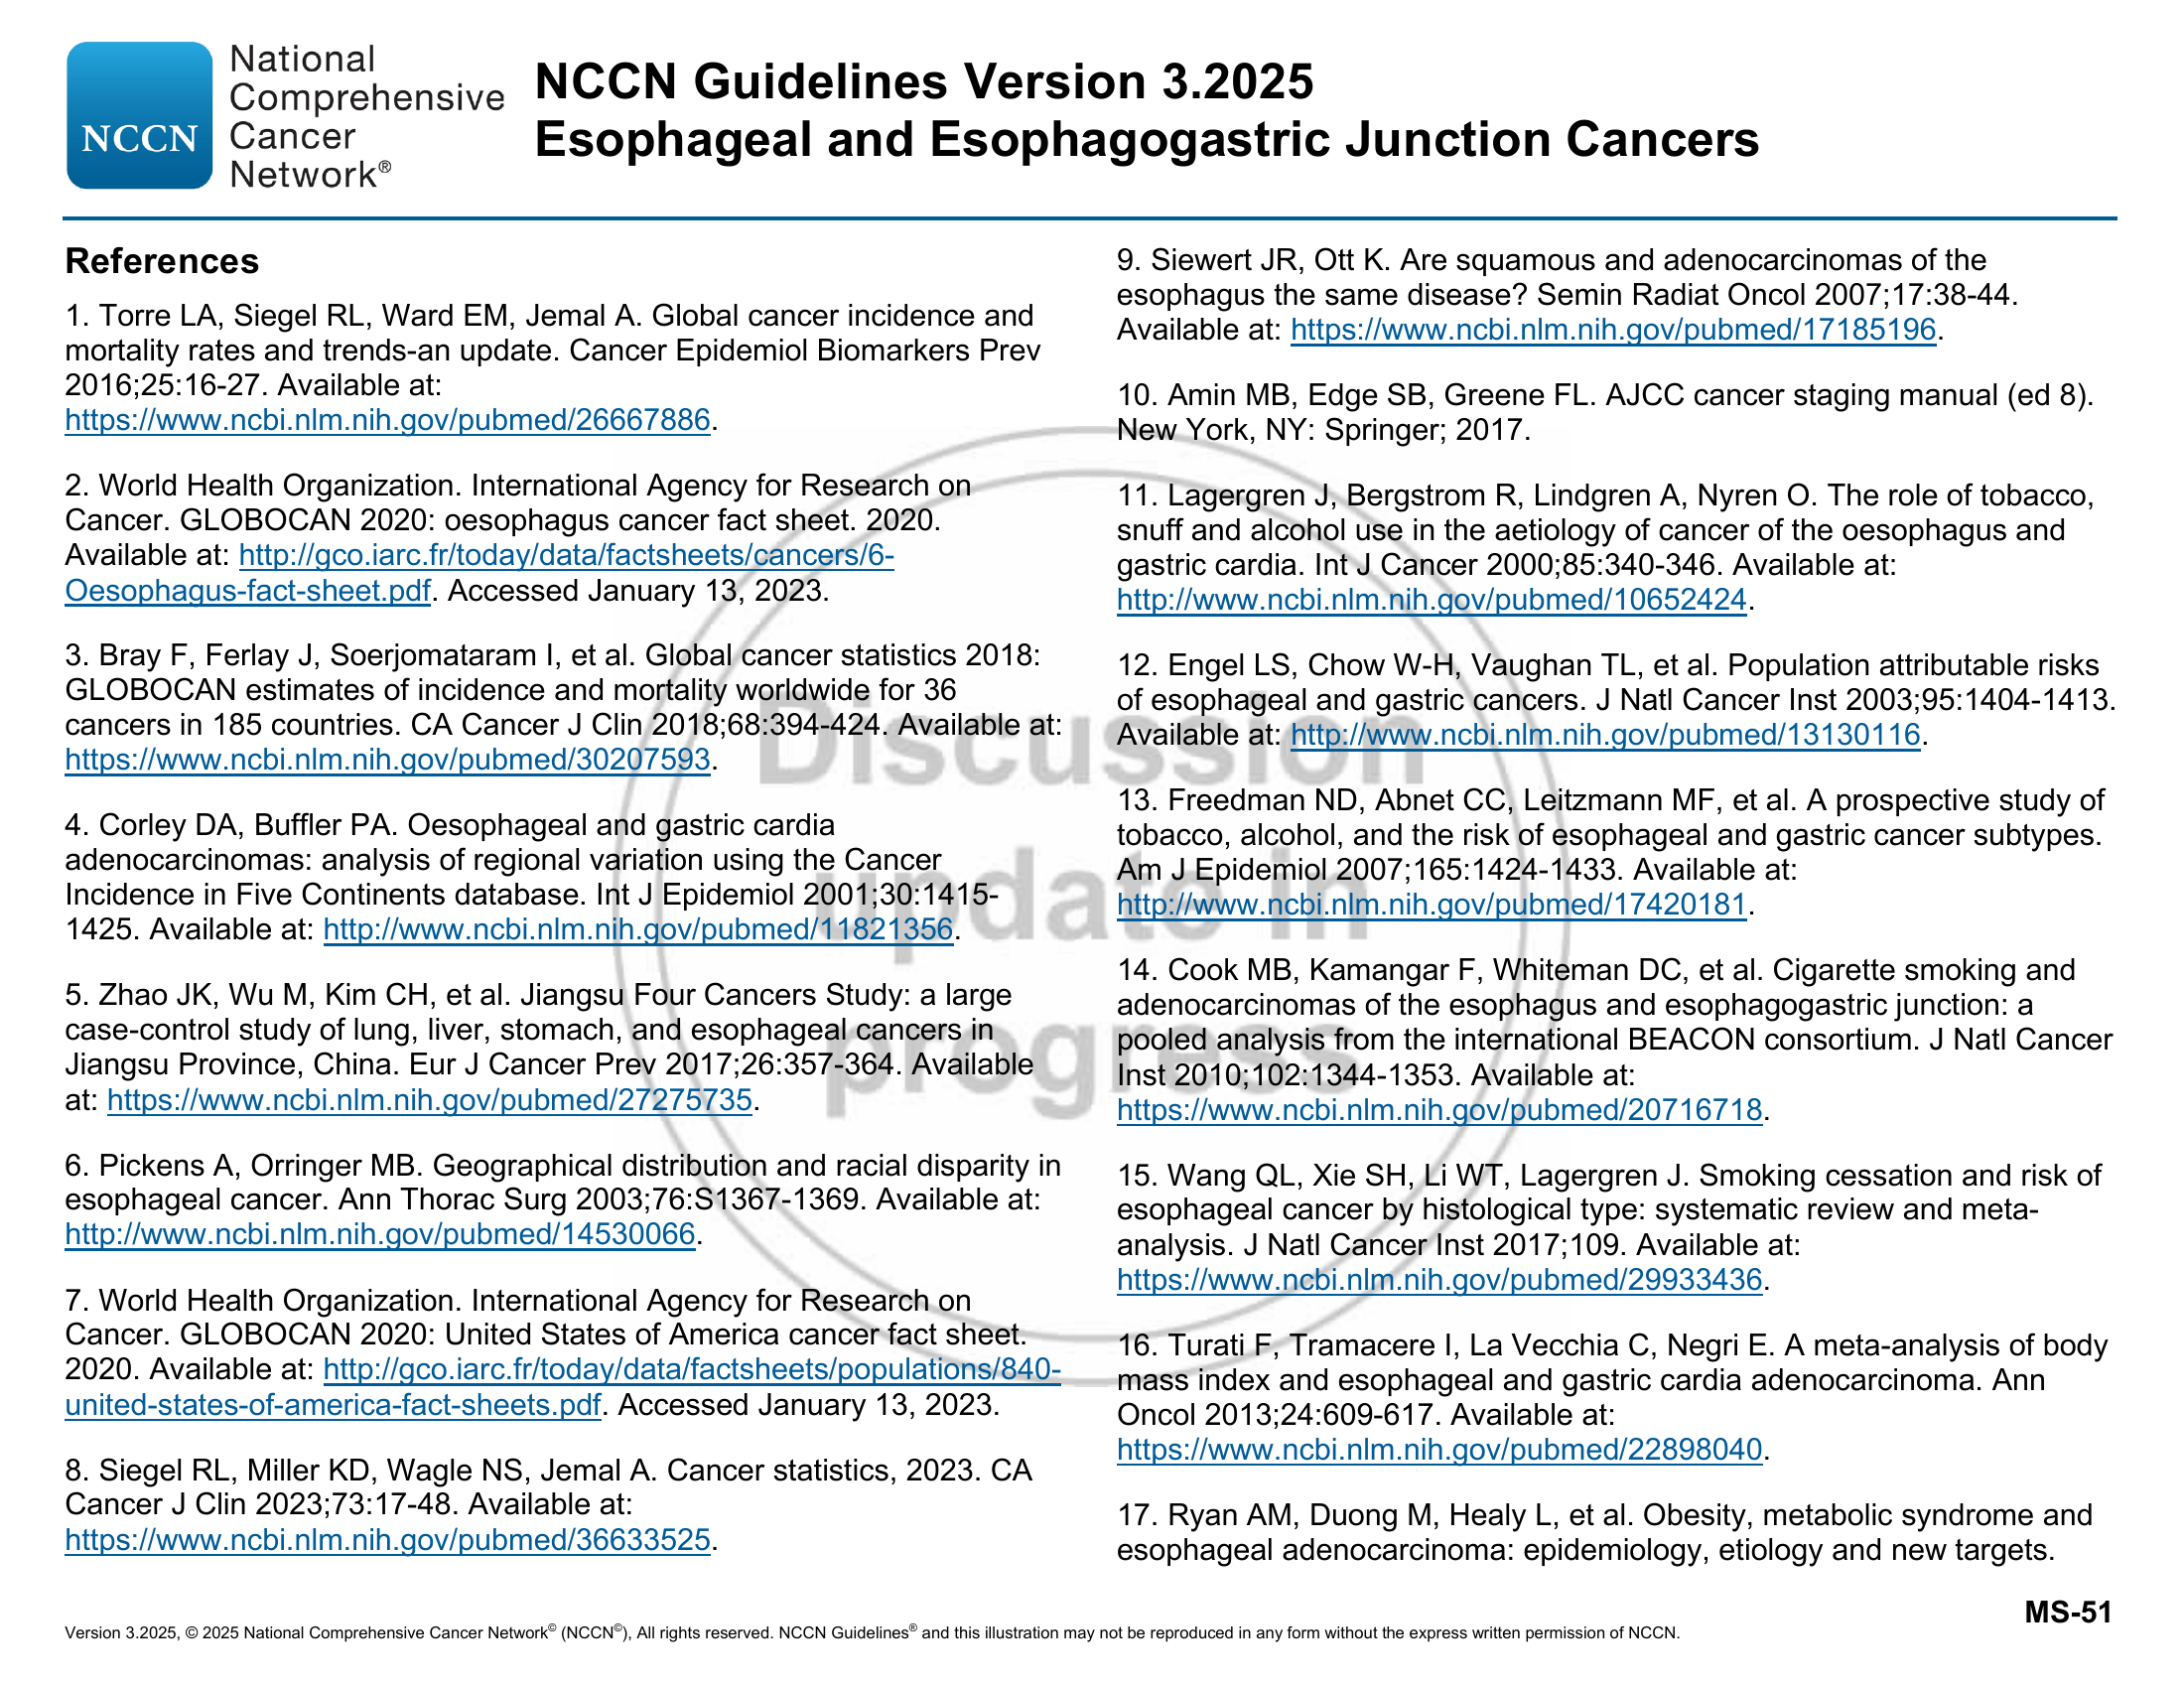 NCCN
National
Comprehensive
Cancer
Network®
NCCN Guidelines Version 3.2025
Esophageal and Esophagogastric Junction Cancers
References
1. Torre LA, Siegel RL, Ward EM, Jemal A. Global cancer incidence and
mortality rates and trends-an update. Cancer Epidemiol Biomarkers Prev
2016;25:16-27. Available at:
https://www.ncbi.nlm.nih.gov/pubmed/26667886.
2. World Health Organization. International Agency for Research on
Cancer. GLOBOCAN 2020: oesophagus cancer fact sheet. 2020.
Available at: http://gco.iarc.fr/today/data/factsheets/cancers/6-
Oesophagus-fact-sheet.pdf. Accessed January 13, 2023.
3. Bray F, Ferlay J, Soerjomataram I, et al. Global cancer statistics 2018:
GLOBOCAN estimates of incidence and mortality worldwide for 36
cancers in 185 countries. CA Cancer J Clin 2018;68:394-424. Available at:
https://www.ncbi.nlm.nih.gov/pubmed/30207593.
4. Corley DA, Buffler PA. Oesophageal and gastric cardia
adenocarcinomas: analysis of regional variation using the Cancer
Incidence in Five Continents database. Int J Epidemiol 2001;30:1415-
1425. Available at: http://www.ncbi.nlm.nih.gov/pubmed/11821356.
5. Zhao JK, Wu M, Kim CH, et al. Jiangsu Four Cancers Study: a large
case-control study of lung, liver, stomach, and esophageal cancers in
Jiangsu Province, China. Eur J Cancer Prev 2017;26:357-364. Available
at: https://www.ncbi.nlm.nih.gov/pubmed/27275735.
6. Pickens A, Orringer MB. Geographical distribution and racial disparity in
esophageal cancer. Ann Thorac Surg 2003;76:S1367-1369. Available at:
http://www.ncbi.nlm.nih.gov/pubmed/14530066.
7. World Health Organization. International Agency for Research on
Cancer. GLOBOCAN 2020: United States of America cancer fact sheet.
2020. Available at: http://gco.iarc.fr/today/data/factsheets/populations/840-
united-states-of-america-fact-sheets.pdf. Accessed January 13, 2023.
8. Siegel RL, Miller KD, Wagle NS, Jemal A. Cancer statistics, 2023. CA
Cancer J Clin 2023;73:17-48. Available at:
https://www.ncbi.nlm.nih.gov/pubmed/36633525.
9. Siewert JR, Ott K. Are squamous and adenocarcinomas of the
esophagus the same disease? Semin Radiat Oncol 2007;17:38-44.
Available at: https://www.ncbi.nlm.nih.gov/pubmed/17185196.
10. Amin MB, Edge SB, Greene FL. AJCC cancer staging manual (ed 8).
New York, NY: Springer; 2017.
11. Lagergren J, Bergstrom R, Lindgren A, Nyren O. The role of tobacco,
snuff and alcohol use in the aetiology of cancer of the oesophagus and
gastric cardia. Int J Cancer 2000;85:340-346. Available at:
http://www.ncbi.nlm.nih.gov/pubmed/10652424.
12. Engel LS, Chow W-H, Vaughan TL, et al. Population attributable risks
of esophageal and gastric cancers. J Natl Cancer Inst 2003;95:1404-1413.
Available at: http://www.ncbi.nlm.nih.gov/pubmed/13130116.
13. Freedman ND, Abnet CC, Leitzmann MF, et al. A prospective study of
tobacco, alcohol, and the risk of esophageal and gastric cancer subtypes.
Am J Epidemiol 2007;165:1424-1433. Available at:
http://www.ncbi.nlm.nih.gov/pubmed/17420181.
14. Cook MB, Kamangar F, Whiteman DC, et al. Cigarette smoking and
adenocarcinomas of the esophagus and esophagogastric junction: a
pooled analysis from the international BEACON consortium. J Natl Cancer
Inst 2010;102:1344-1353. Available at:
https://www.ncbi.nlm.nih.gov/pubmed/20716718.
15. Wang QL, Xie SH, Li WT, Lagergren J. Smoking cessation and risk of
esophageal cancer by histological type: systematic review and meta-
analysis. J Natl Cancer Inst 2017;109. Available at:
https://www.ncbi.nlm.nih.gov/pubmed/29933436.
16. Turati F, Tramacere I, La Vecchia C, Negri E. A meta-analysis of body
mass index and esophageal and gastric cardia adenocarcinoma. Ann
Oncol 2013;24:609-617. Available at:
https://www.ncbi.nlm.nih.gov/pubmed/22898040.
17. Ryan AM, Duong M, Healy L, et al. Obesity, metabolic syndrome and
esophageal adenocarcinoma: epidemiology, etiology and new targets.
Discussion
update in
progress
MS-51
Version 3.2025, © 2025 National Comprehensive Cancer Network© (NCCN©), All rights reserved. NCCN Guidelines® and this illustration may not be reproduced in any form without the express written permission of NCCN.